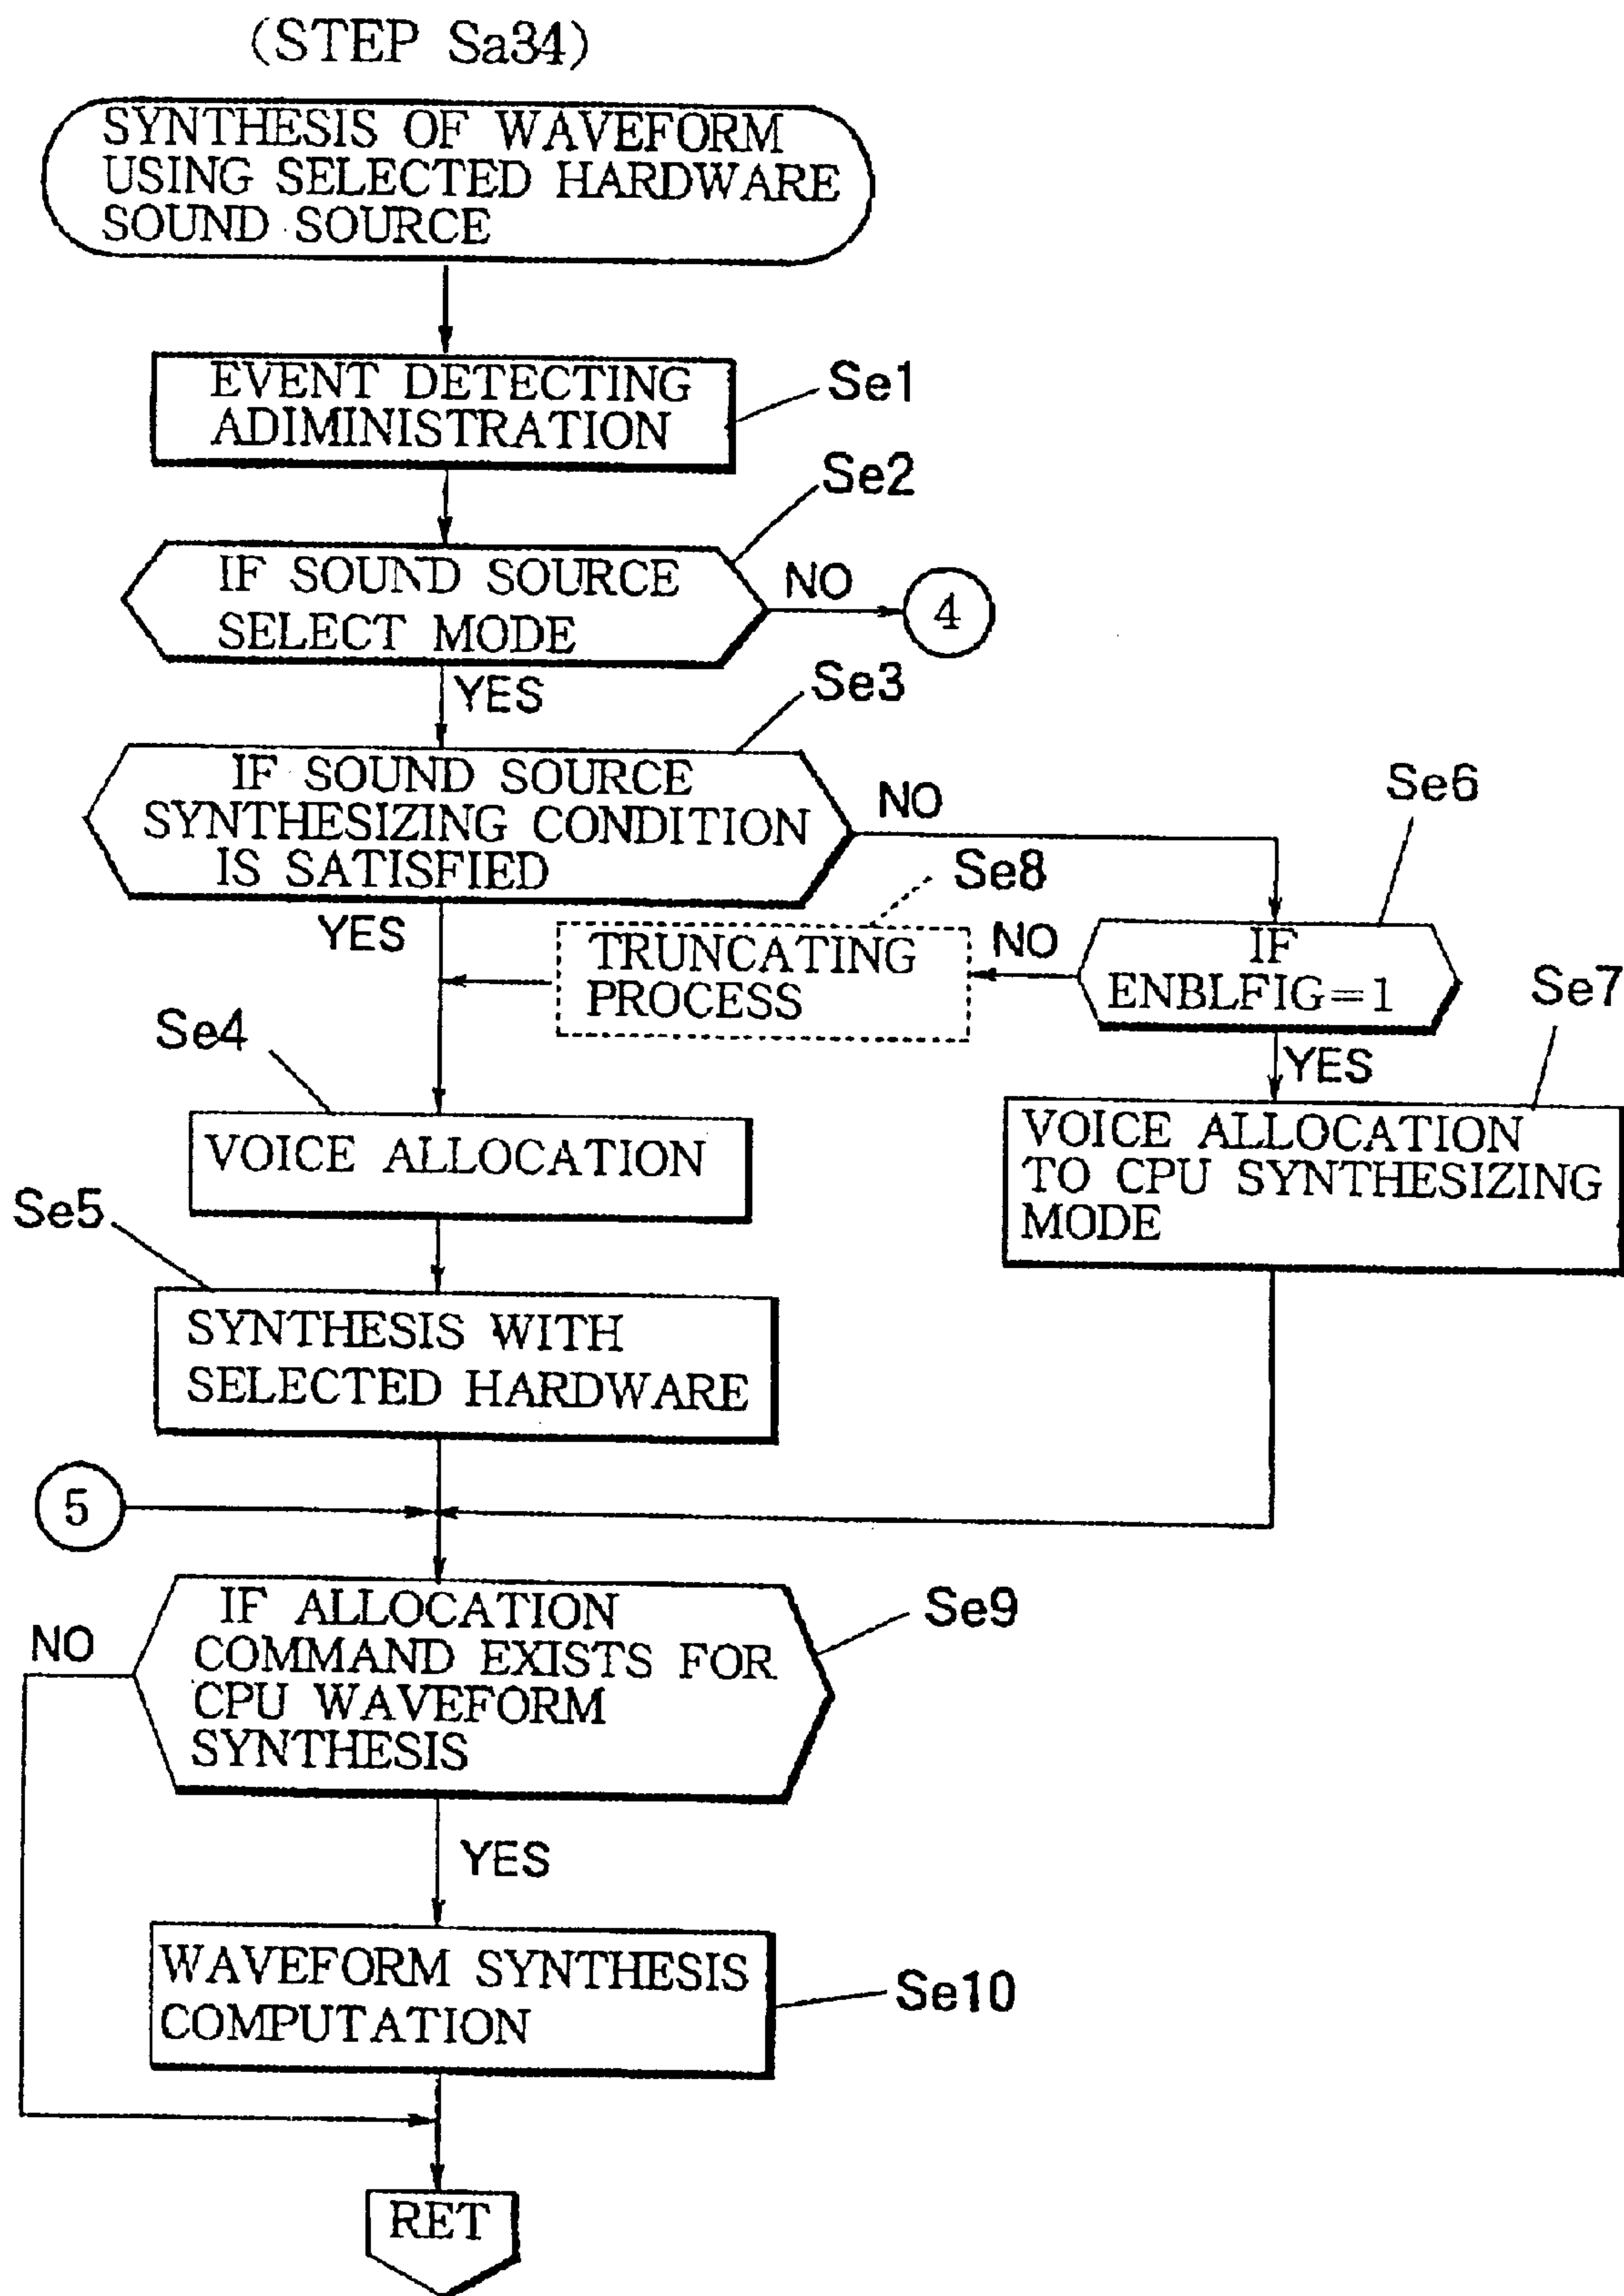 (STEP Sa34)
SYNTHESIS OF WAVEFORM
USING SELECTED HARDWARE
SOUND SOURCE
EVENT DETECTING
ADIMINISTRATION
Se1
Se2
IF SOUND SOURCE
SELECT MODE
NO
4
YES
Se3
IF SOUND SOURCE
SYNTHESIZING CONDITION
IS SATISFIED
NO
Se6
YES
Se8
TRUNCATING
PROCESS
NO
IF
ENBLFIG=1
Se7
YES
Se4
VOICE ALLOCATION
VOICE ALLOCATION
TO CPU SYNTHESIZING
MODE
Se5
SYNTHESIS WITH
SELECTED HARDWARE
5
IF ALLOCATION
COMMAND EXISTS FOR
CPU WAVEFORM
SYNTHESIS
Se9
NO
YES
WAVEFORM SYNTHESIS
COMPUTATION
Se10
RET